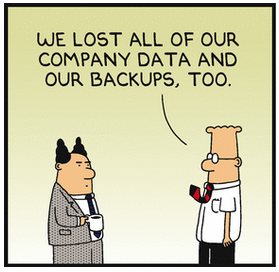 WE LOST ALL OF OUR
COMPANY DATA AND
OUR BACKUPS, TOO.